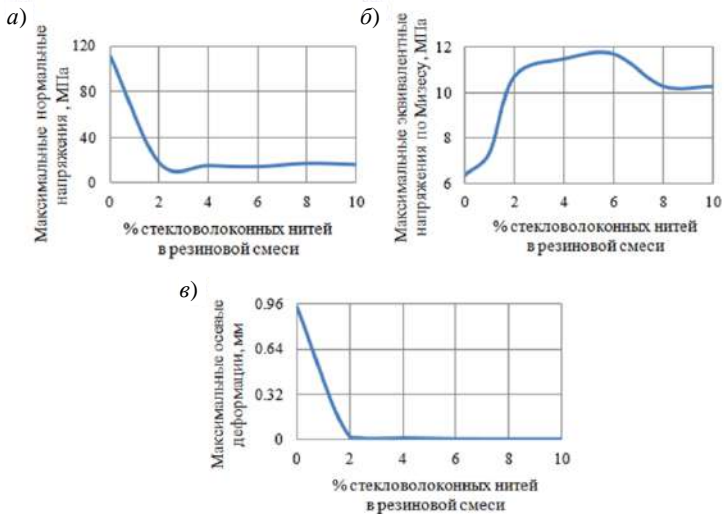 а)
Максимальные нормальные
напряжения , МПа
120
80
40
0
0 2 4 6 8 10
% стекловолоконных нитей
в резиновой смеси
б)
Максимальные эквивалентные
напряжения по Мизесу, МПа
12
10
8
6
0 2 4 6 8 10
% стекловолоконных нитей
в резиновой смеси
в)
Максимальные осевые
деформации, мм
0.96
0.64
0.32
0
0 2 4 6 8 10
% стекловолоконных нитей
в резиновой смеси